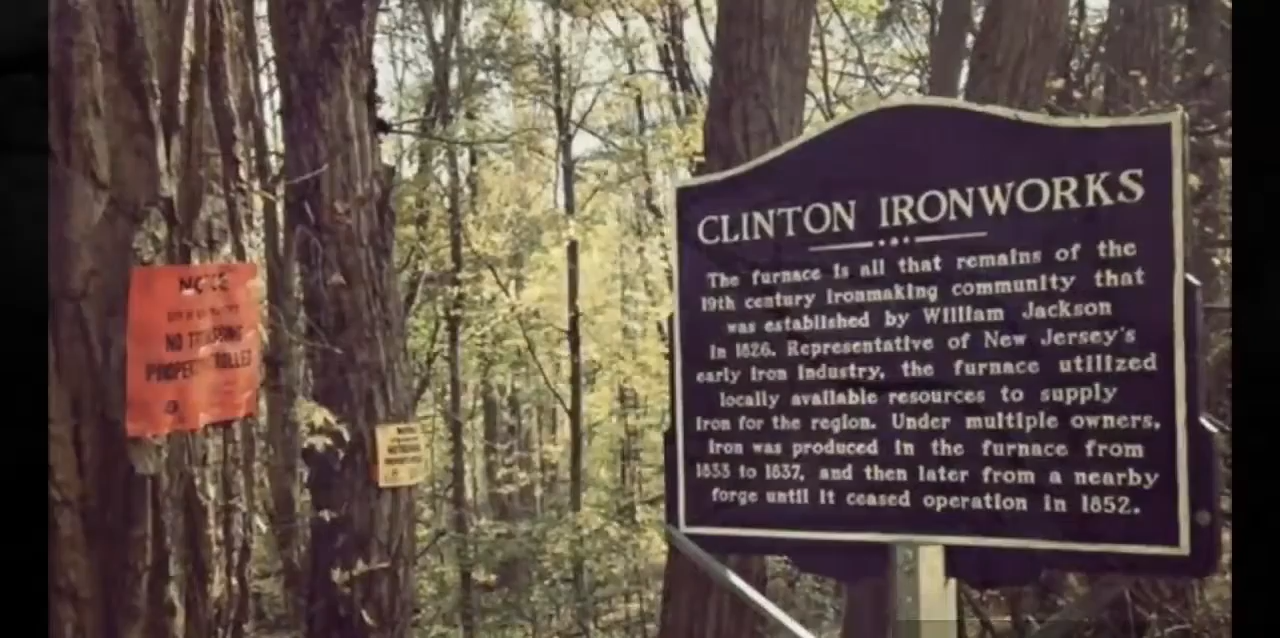 CLINTON IRONWORKS
The furnace is all that remains of the
19th century ironmaking community that
was established by William Jackson
in 1826. Representative of New Jersey's
early iron industry, the furnace utilized
locally available resources to supply
iron for the region. Under multiple owners,
iron was produced in the furnace from
1833 to 1837, and then later from a nearby
forge until it ceased operation in 1852.
NO